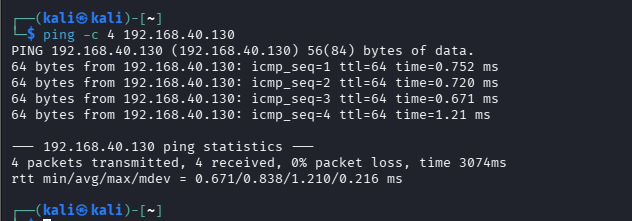 ┌──(kali㉿kali)-[~]
└─$ ping -c 4 192.168.40.130
PING 192.168.40.130 (192.168.40.130) 56(84) bytes of data.
64 bytes from 192.168.40.130: icmp_seq=1 ttl=64 time=0.752 ms
64 bytes from 192.168.40.130: icmp_seq=2 ttl=64 time=0.720 ms
64 bytes from 192.168.40.130: icmp_seq=3 ttl=64 time=0.671 ms
64 bytes from 192.168.40.130: icmp_seq=4 ttl=64 time=1.21 ms

--- 192.168.40.130 ping statistics ---
4 packets transmitted, 4 received, 0% packet loss, time 3074ms
rtt min/avg/max/mdev = 0.671/0.838/1.210/0.216 ms

┌──(kali㉿kali)-[~]